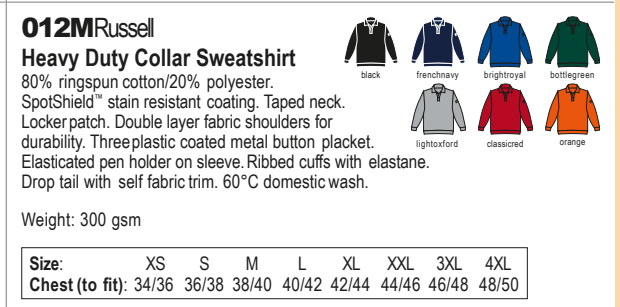 012M Russell
Heavy Duty Collar Sweatshirt
80% ringspun cotton/20% polyester.
SpotShield™ stain resistant coating. Taped neck.
Locker patch. Double layer fabric shoulders for
durability. Three plastic coated metal button placket.
Elasticated pen holder on sleeve. Ribbed cuffs with elastane.
Drop tail with self fabric trim. 60°C domestic wash.
Weight: 300 gsm
black frenchnavy brightroyal bottlegreen
lightoxford classicred orange
Size: XS S M L XL XXL 3XL 4XL
Chest (to fit): 34/36 36/38 38/40 40/42 42/44 44/46 46/48 48/50